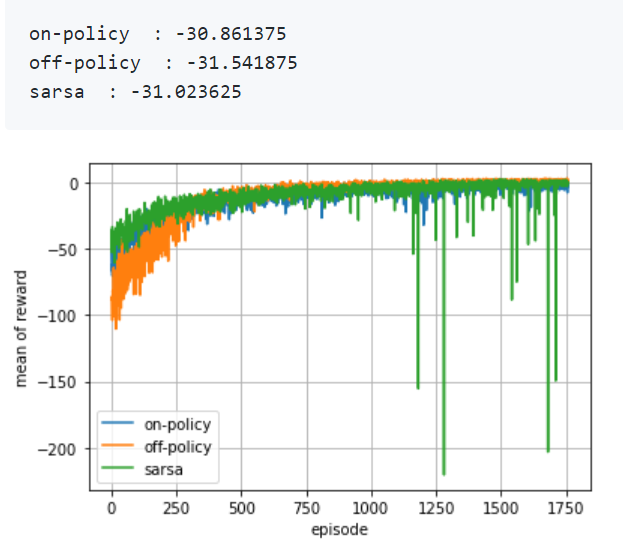 on-policy  : -30.861375
off-policy  : -31.541875
sarsa  : -31.023625
0
−50
−100
−150
−200
mean of reward
on-policy
off-policy
sarsa
0 250 500 750 1000 1250 1500 1750
episode